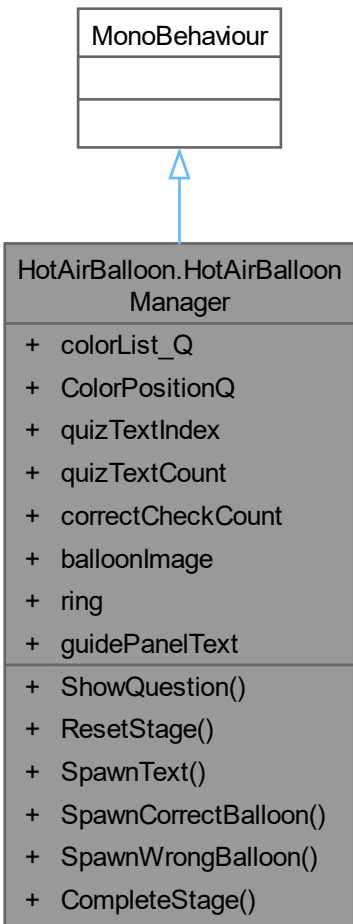 MonoBehaviour
HotAirBalloon.HotAirBalloon
Manager
+ colorList_Q
+ ColorPositionQ
+ quizTextIndex
+ quizTextCount
+ correctCheckCount
+ balloonImage
+ ring
+ guidePanelText
+ ShowQuestion()
+ ResetStage()
+ SpawnText()
+ SpawnCorrectBalloon()
+ SpawnWrongBalloon()
+ CompleteStage()